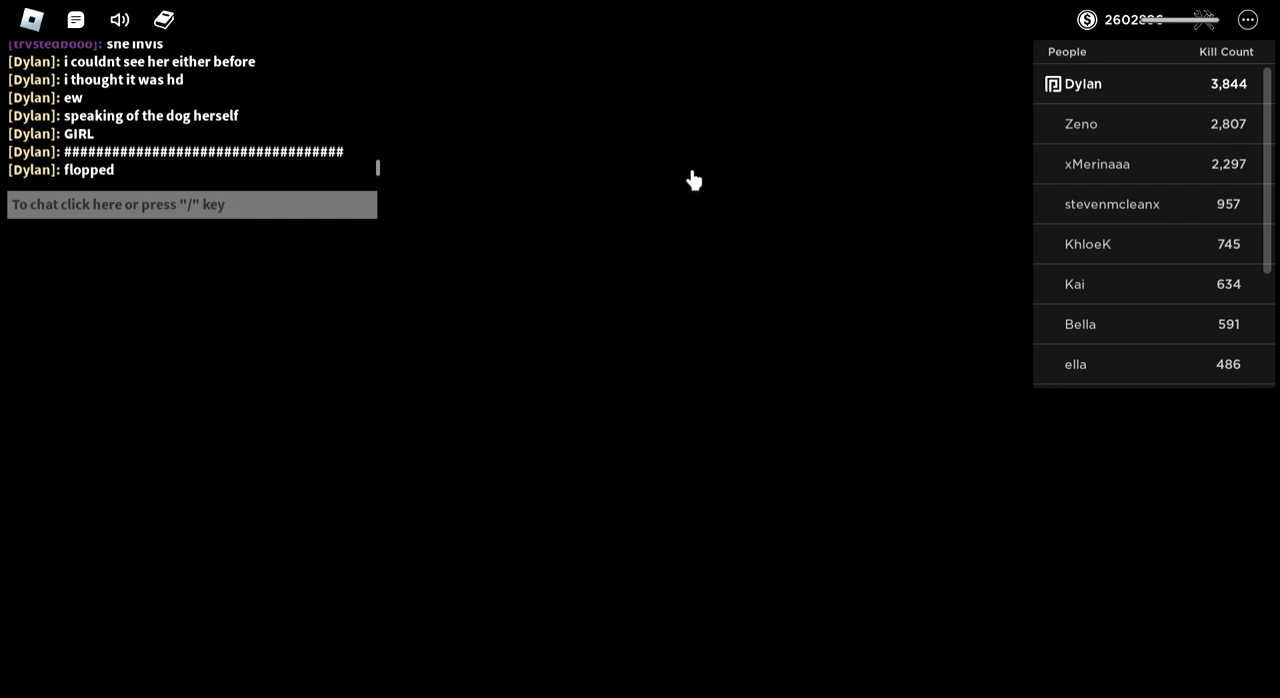 [trvstedbooo]: she invis
[Dylan]: i couldnt see her either before
[Dylan]: i thought it was hd
[Dylan]: ew
[Dylan]: speaking of the dog herself
[Dylan]: GIRL
[Dylan]: ###################################
[Dylan]: flopped
To chat click here or press "/" key
People Kill Count
Dylan 3,844
Zeno 2,807
xMerinaaa 2,297
stevenmcleanx 957
KhloeK 745
Kai 634
Bella 591
ella 486